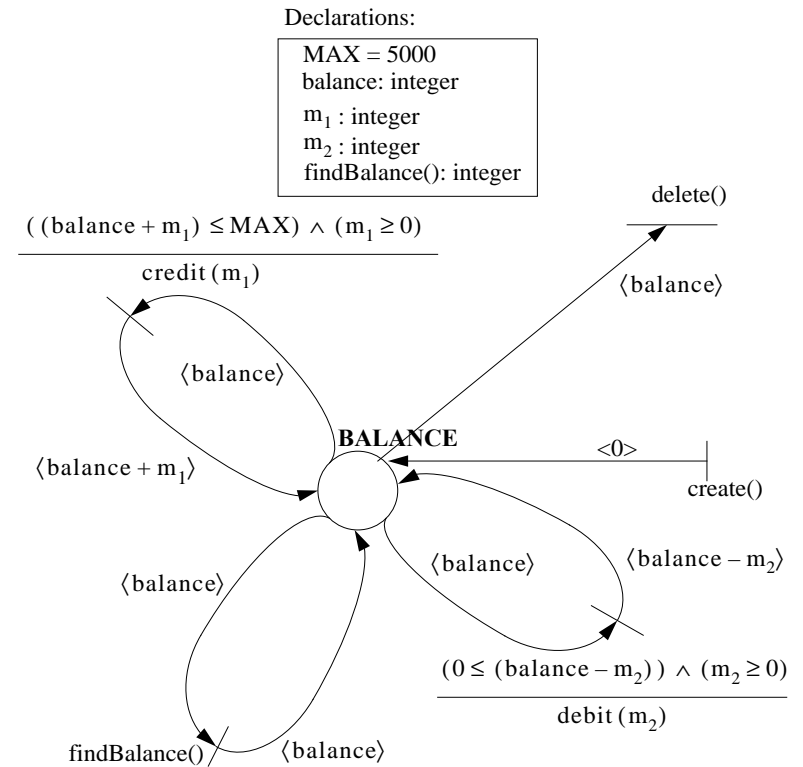 Declarations:
MAX = 5000
balance: integer
m₁ : integer
m₂ : integer
findBalance(): integer
delete()
((balance + m₁) ≤ MAX) ∧ (m₁ ≥ 0)
credit (m₁)
⟨balance⟩
⟨balance⟩
BALANCE
<0>
⟨balance + m₁⟩
create()
⟨balance⟩
⟨balance⟩
⟨balance – m₂⟩
(0 ≤ (balance – m₂)) ∧ (m₂ ≥ 0)
debit (m₂)
findBalance()
⟨balance⟩